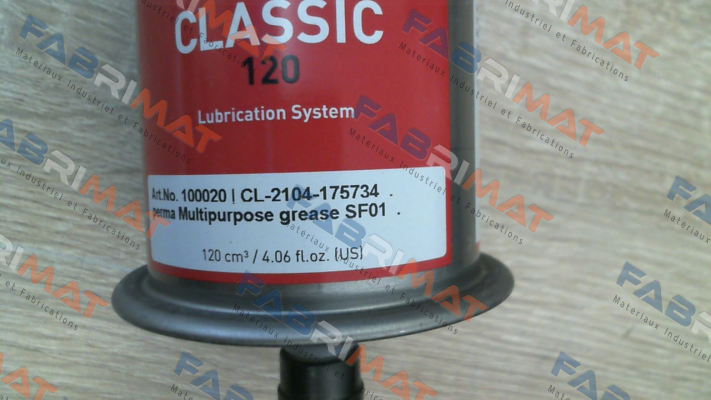 CLASSIC
120
Lubrication System
Art.No. 100020 | CL-2104-175734
perma Multipurpose grease SF01
120 cm³ / 4.06 fl.oz. (US)
FABRIMAT
Materiaux Industriel et Fabrications